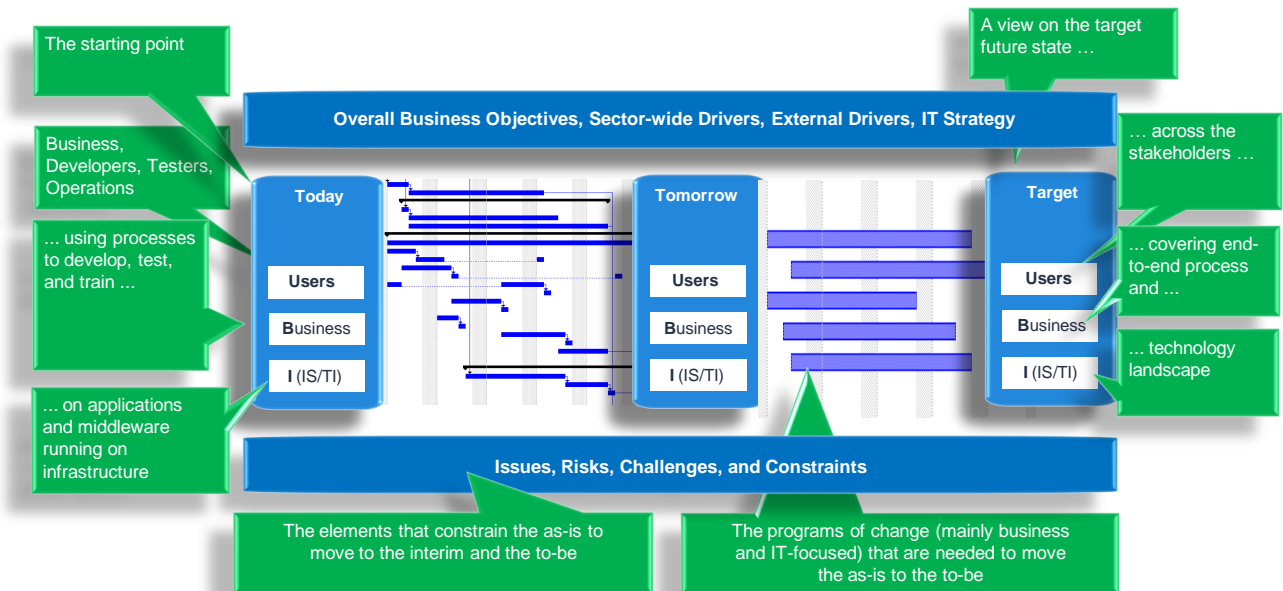 The starting point
A view on the target
future state …
Overall Business Objectives, Sector-wide Drivers, External Drivers, IT Strategy
Business,
Developers, Testers,
Operations
… across the
stakeholders …
Today
Tomorrow
Target
... using processes
to develop, test,
and train ...
... covering end-
to-end process
and ...
Users
Users
Users
Business
Business
Business
I (IS/TI)
I (IS/TI)
I (IS/TI)
... technology
landscape
... on applications
and middleware
running on
infrastructure
Issues, Risks, Challenges, and Constraints
The elements that constrain the as-is to
move to the interim and the to-be
The programs of change (mainly business
and IT-focused) that are needed to move
the as-is to the to-be